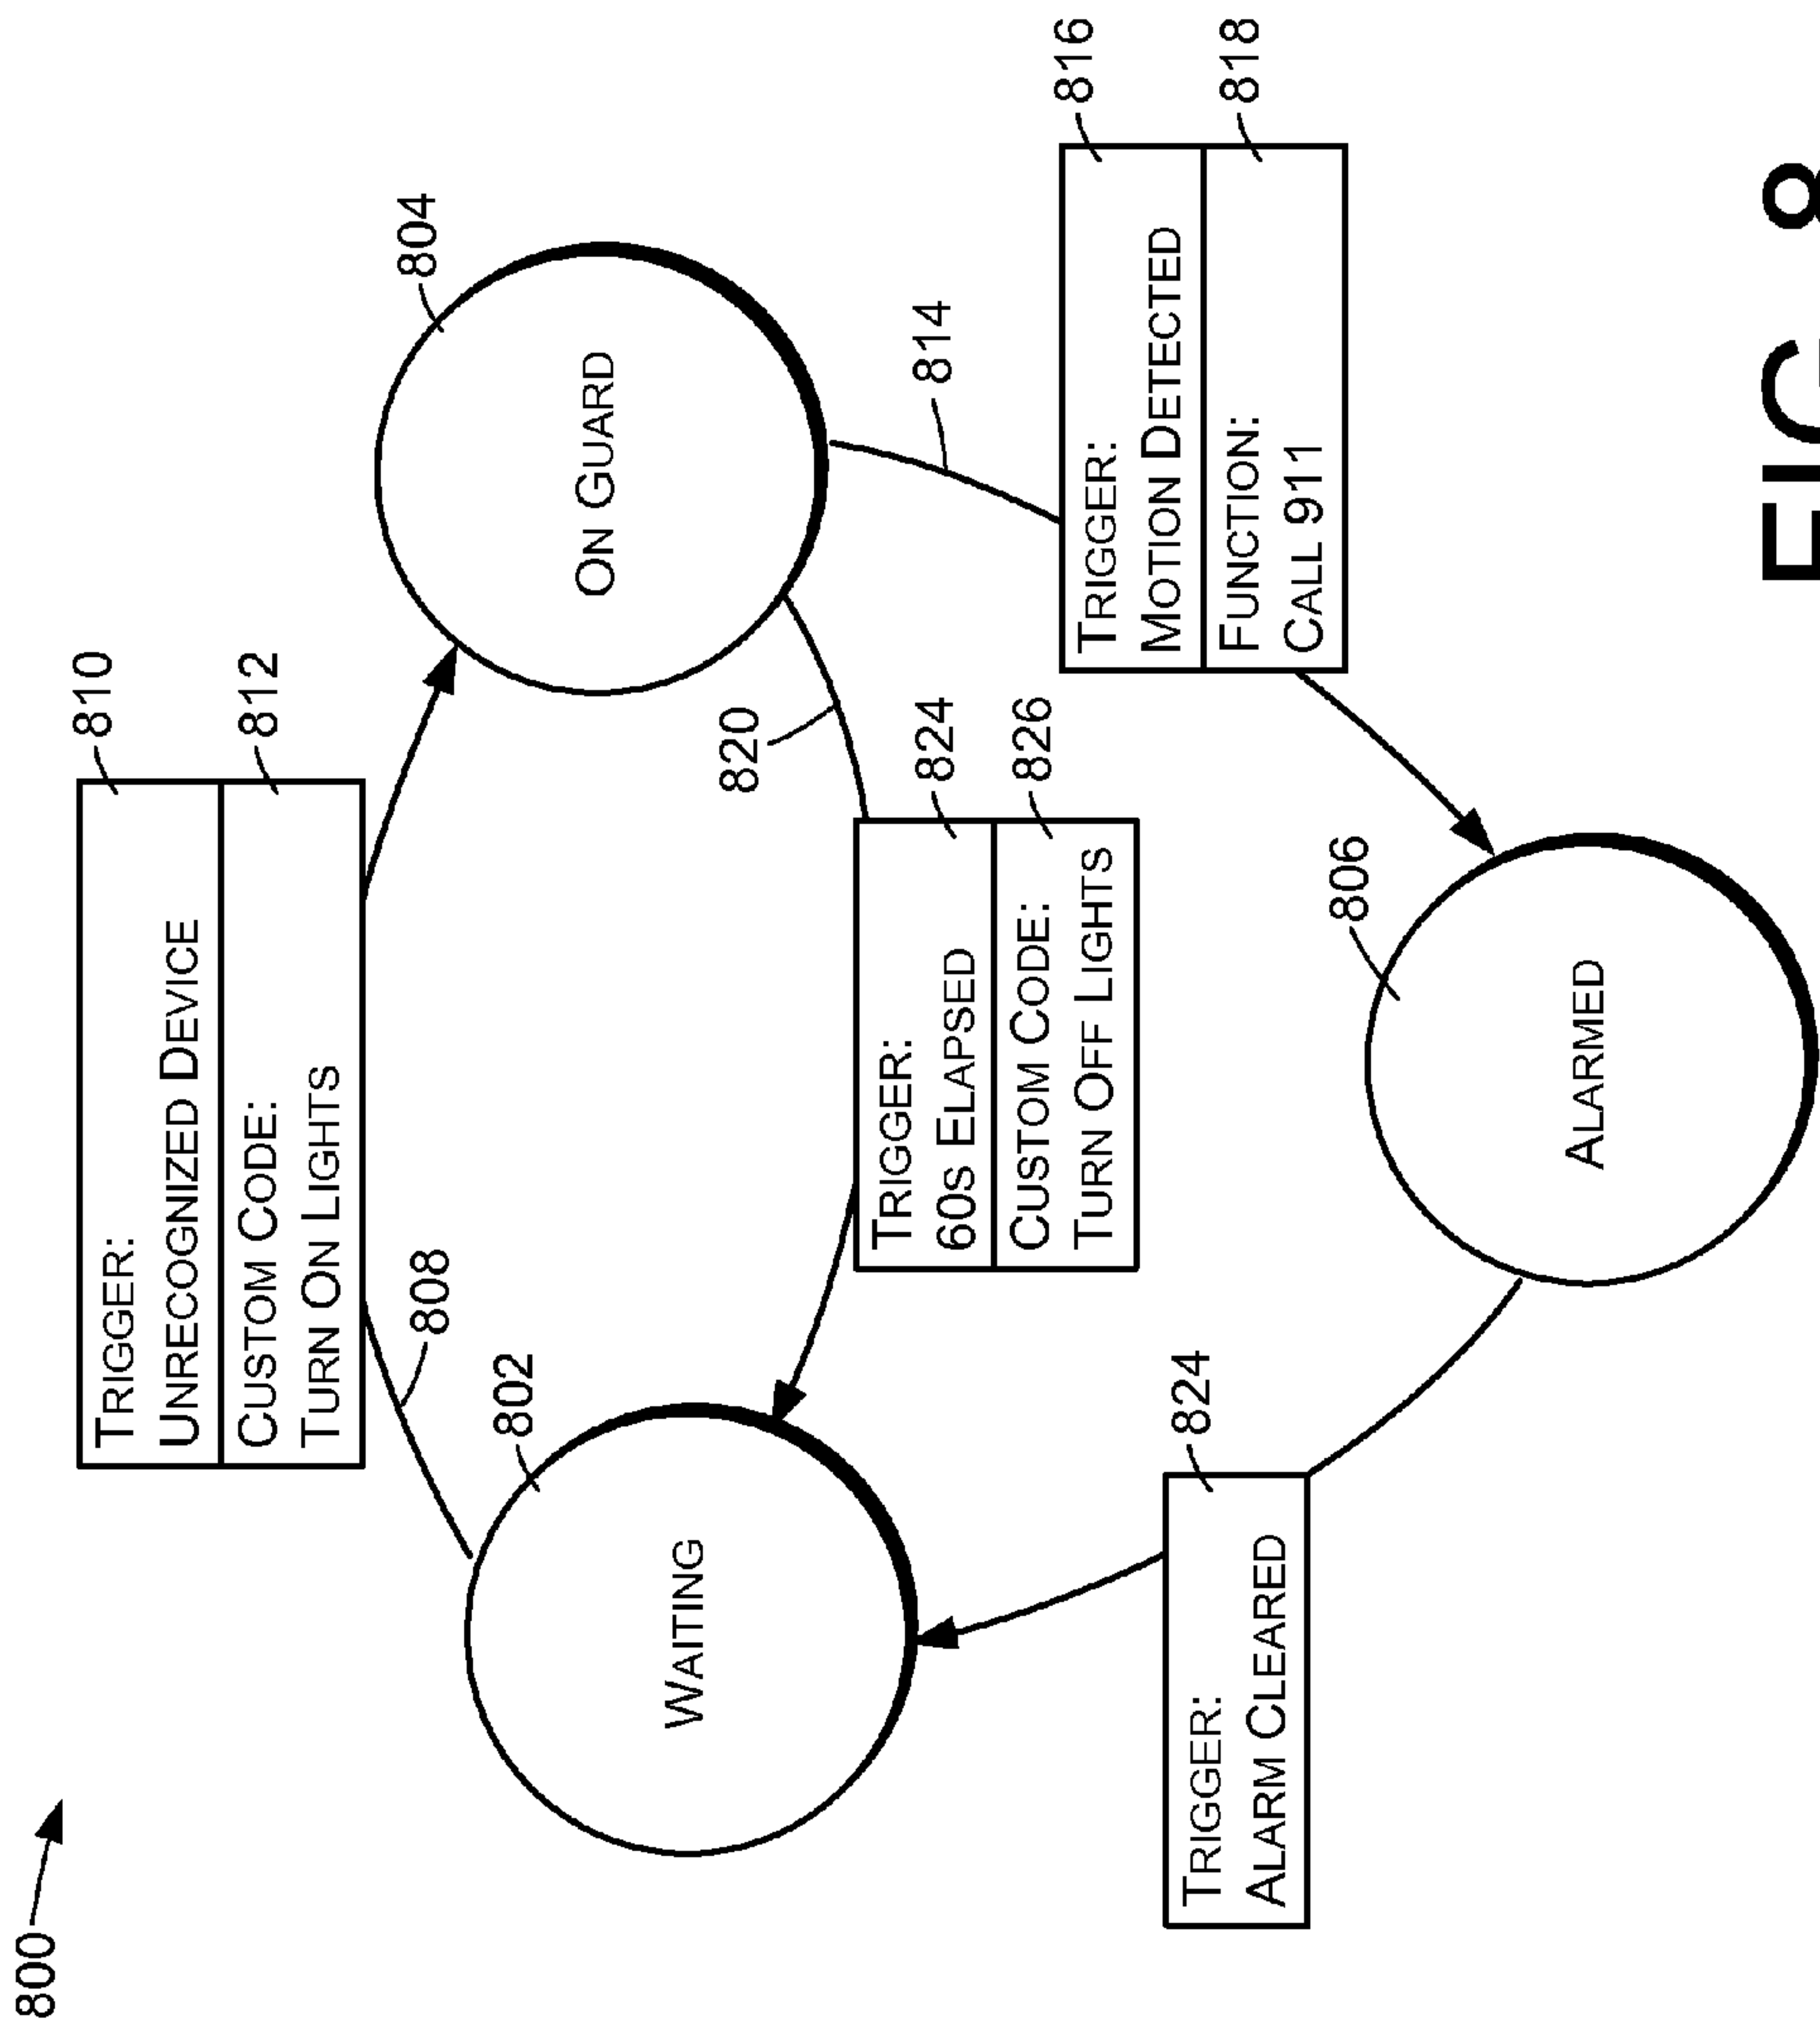 800
TRIGGER:
UNRECOGNIZED DEVICE
810
CUSTOM CODE:
TURN ON LIGHTS
812
808
804
ON GUARD
802
WAITING
820
814
TRIGGER:
60S ELAPSED
824
CUSTOM CODE:
TURN OFF LIGHTS
826
TRIGGER:
MOTION DETECTED
816
FUNCTION:
CALL 911
818
TRIGGER:
ALARM CLEARED
824
806
ALARMED
FIG. 8